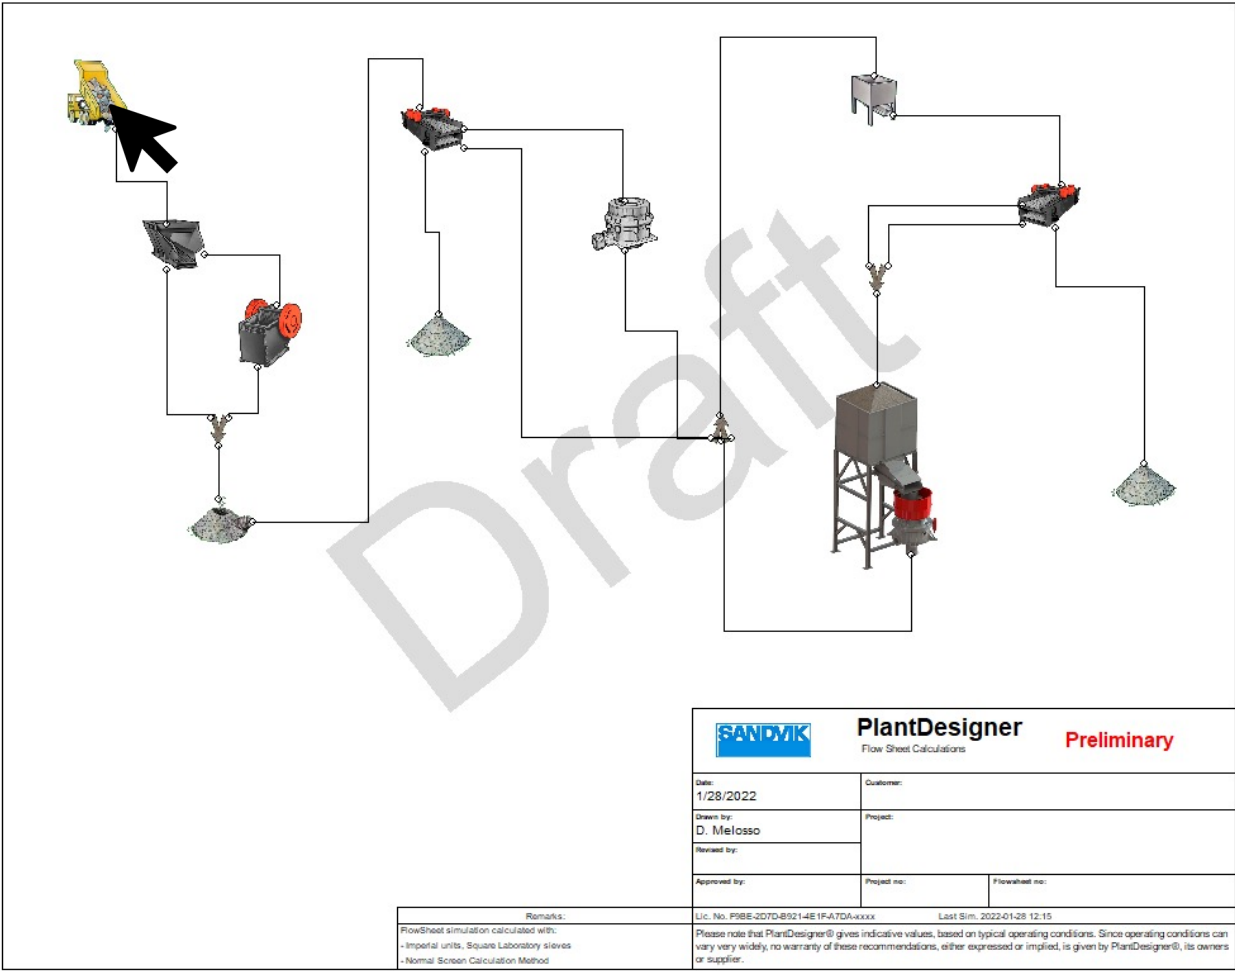 Draft
SANDVIK
PlantDesigner
Flow Sheet Calculations
Preliminary
Date:
1/28/2022
Customer:
Drawn by:
D. Melosso
Project:
Revised by:
Approved by:
Project no:
Flowsheet no:
Remarks:
Lic. No. F9BE-2D7D-B921-4E1F-A7DA-xxxx
Last Sim. 2022-01-28 12:15
FlowSheet simulation calculated with:
- Imperial units, Square Laboratory sieves
- Normal Screen Calculation Method
Please note that PlantDesigner® gives indicative values, based on typical operating conditions. Since operating conditions can
vary very widely, no warranty of these recommendations, either expressed or implied, is given by PlantDesigner®, its owners
or supplier.